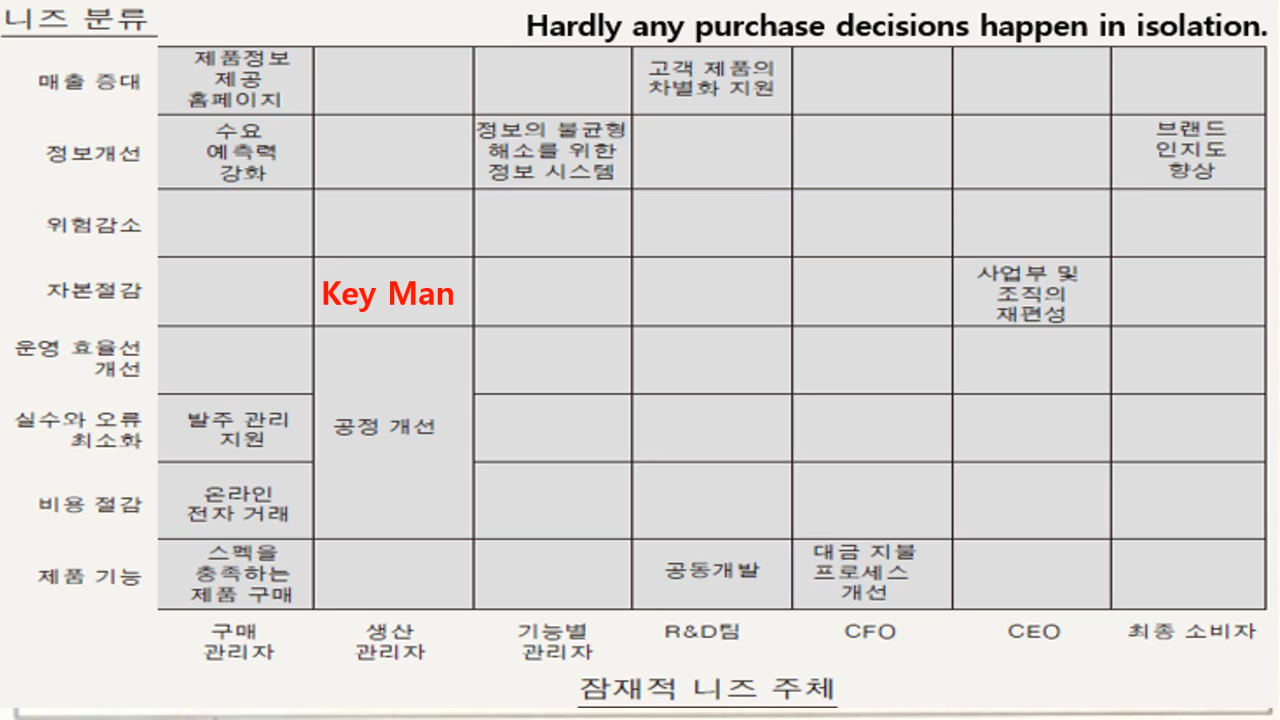 니즈 분류
Hardly any purchase decisions happen in isolation.
매출 증대
제품정보
제공
홈페이지
고객 제품의
차별화 지원
정보개선
수요
예측력
강화
정보의 불균형
해소를 위한
정보 시스템
브랜드
인지도
향상
위험감소
자본절감
Key Man
사업부 및
조직의
재편성
운영 효율선
개선
실수와 오류
최소화
발주 관리
지원
공정 개선
비용 절감
온라인
전자 거래
제품 기능
스펙을
충족하는
제품 구매
공동개발
대금 지불
프로세스
개선
구매
관리자
생산
관리자
기능별
관리자
R&D팀
CFO
CEO
최종 소비자
잠재적 니즈 주체